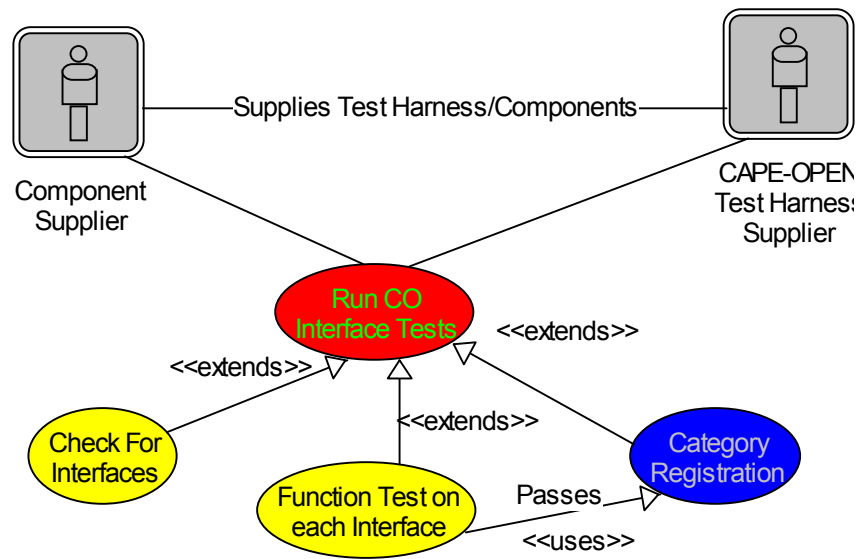 Supplies Test Harness/Components
Component
Supplier
CAPE-OPEN
Test Harness
Supplier
Run CO
Interface Tests
<<extends>>
<<extends>>
<<extends>>
Check For
Interfaces
Function Test on
each Interface
Category
Registration
Passes
<<uses>>